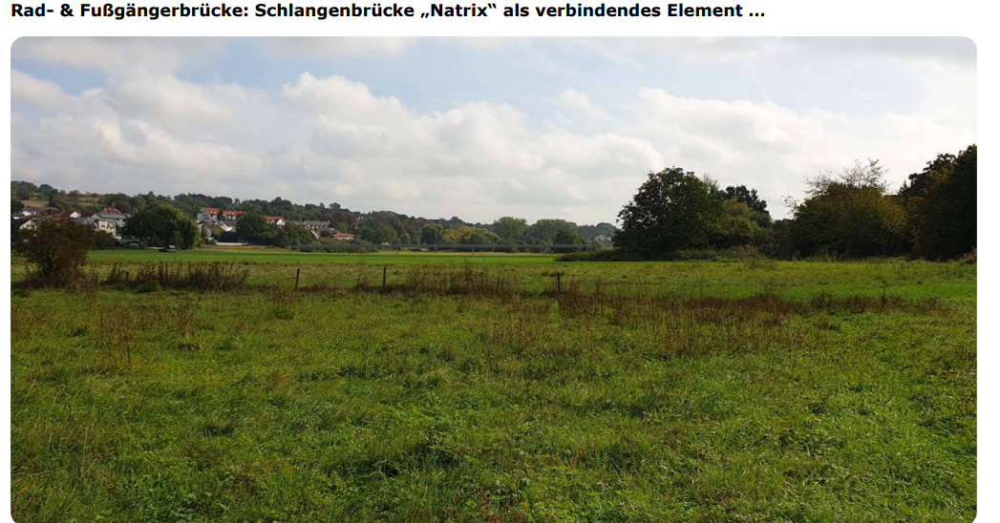 Rad- & Fußgängerbrücke: Schlangenbrücke „Natrix“ als verbindendes Element ...